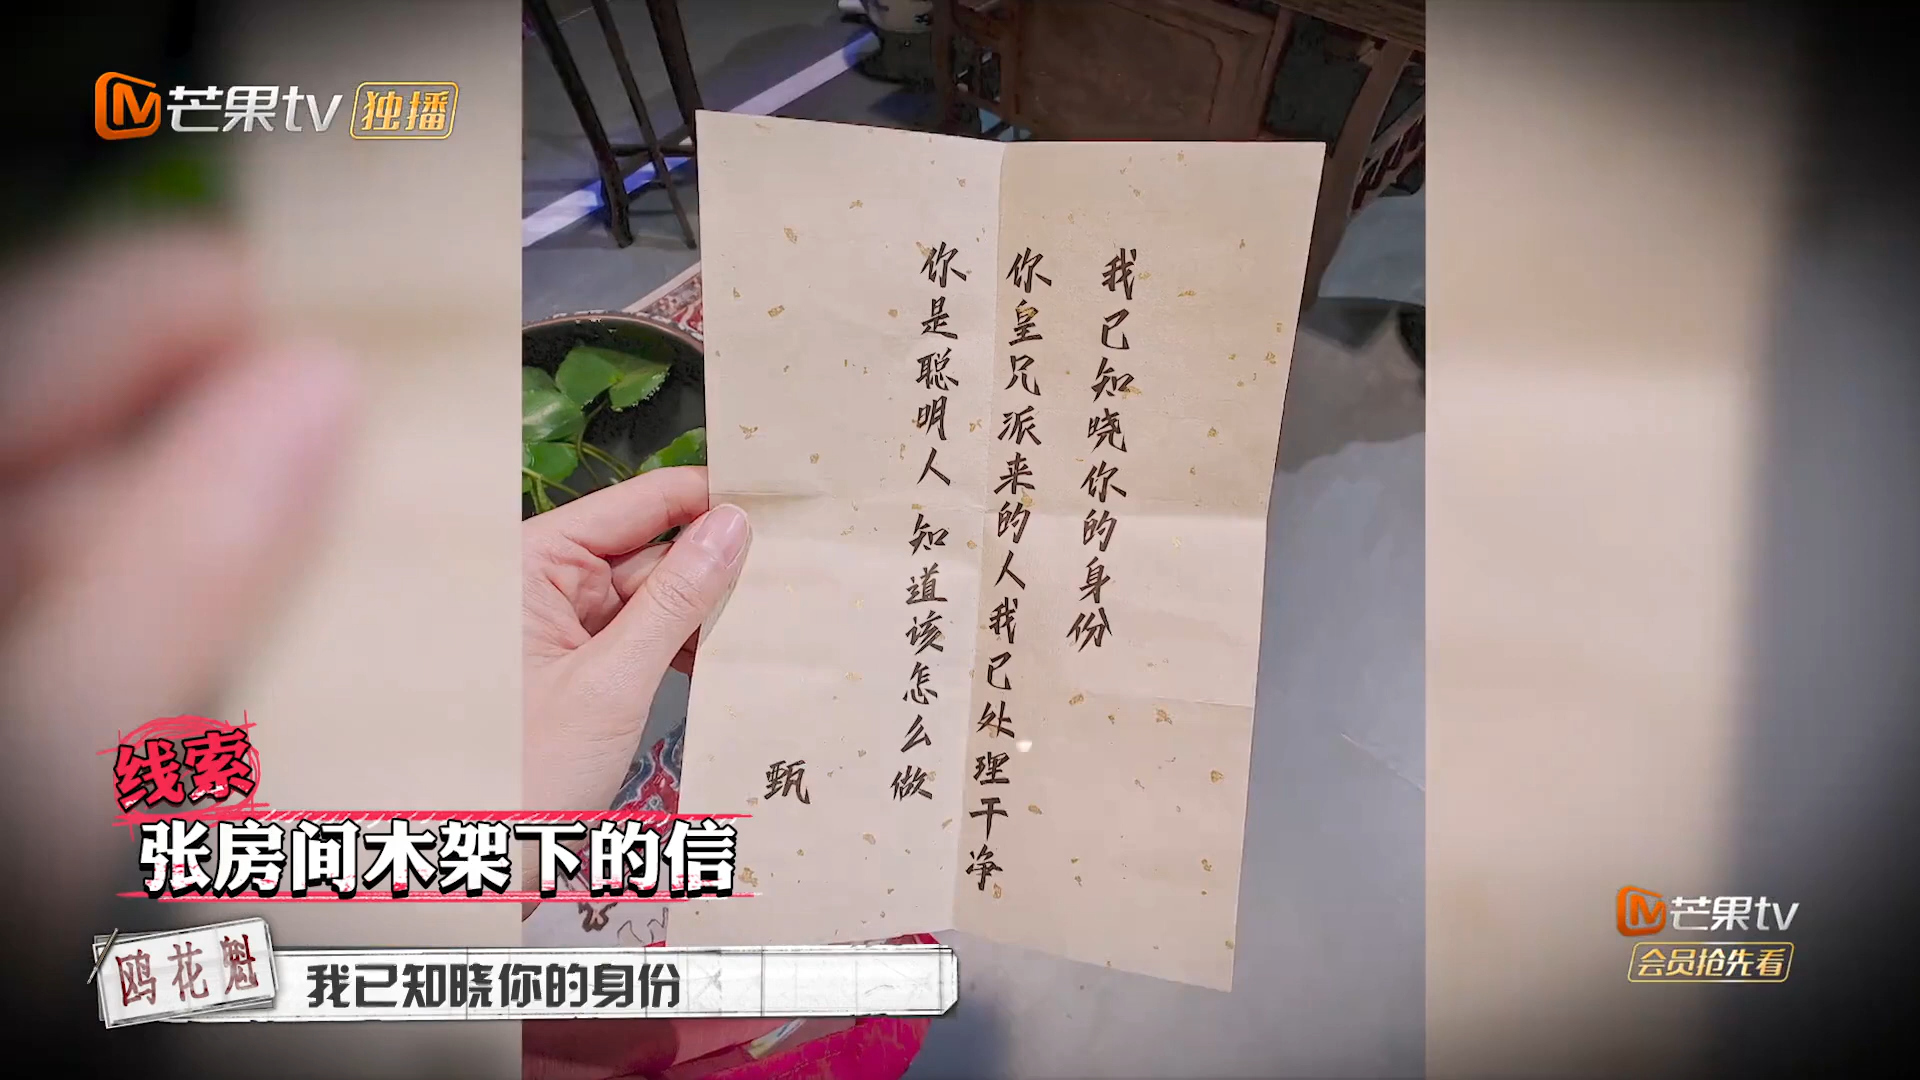 芒果tv 独播
我已知晓你的身份
你皇兄派来的人我已处理干净
你是聪明人 知道该怎么做
甄
线索
张房间木架下的信
鸥花魁
我已知晓你的身份
芒果tv
会员抢先看